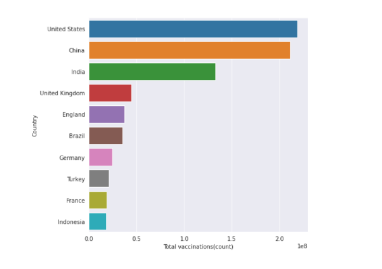 United States
China
India
United Kingdom
England
Brazil
Germany
Turkey
France
Indonesia
Country
0.0 0.5 1.0 1.5 2.0
Total vaccinations(count)
1e8